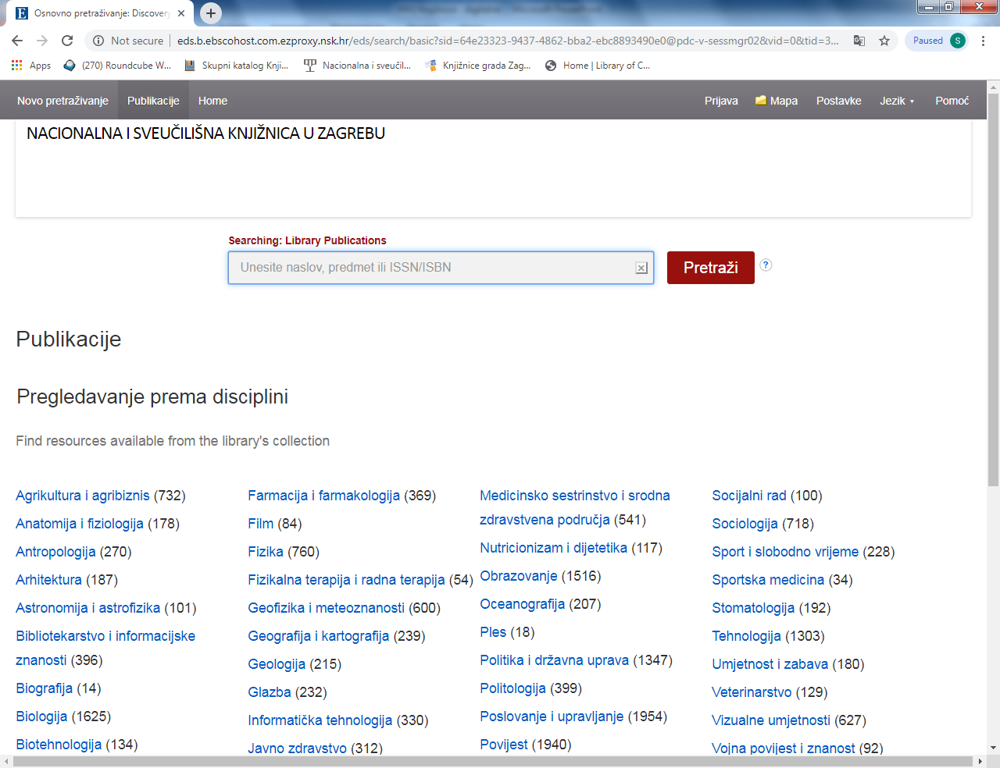 Osnovno pretraživanje: Discovery
Not secure
eds.b.ebscohost.com.ezproxy.nsk.hr/eds/search/basic?sid=64e23323-9437-4862-bba2-ebc8893490e0@pdc-v-sessmgr02&vid=0&tid=3...
Paused
S
Apps
(270) Roundcube W...
Skupni katalog Knji...
Nacionalna i sveučil...
Knjižnice grada Zag...
Home | Library of C...
Novo pretraživanje
Publikacije
Home
Prijava
Mapa
Postavke
Jezik
Pomoć
NACIONALNA I SVEUČILIŠNA KNJIŽNICA U ZAGREBU
Searching: Library Publications
Unesite naslov, predmet ili ISSN/ISBN
Pretraži
?
Publikacije
Pregledavanje prema disciplini
Find resources available from the library's collection
Agrikultura i agribiznis (732)
Anatomija i fiziologija (178)
Antropologija (270)
Arhitektura (187)
Astronomija i astrofizika (101)
Bibliotekarstvo i informacijske
znanosti (396)
Biografija (14)
Biologija (1625)
Biotehnologija (134)
Farmacija i farmakologija (369)
Film (84)
Fizika (760)
Fizikalna terapija i radna terapija (54)
Geofizika i meteoznanosti (600)
Geografija i kartografija (239)
Geologija (215)
Glazba (232)
Informatička tehnologija (330)
Javno zdravstvo (312)
Medicinsko sestrinstvo i srodna
zdravstvena područja (541)
Nutricionizam i dijetetika (117)
Obrazovanje (1516)
Oceanografija (207)
Ples (18)
Politika i državna uprava (1347)
Politologija (399)
Poslovanje i upravljanje (1954)
Povijest (1940)
Socijalni rad (100)
Sociologija (718)
Sport i slobodno vrijeme (228)
Sportska medicina (34)
Stomatologija (192)
Tehnologija (1303)
Umjetnost i zabava (180)
Veterinarstvo (129)
Vizualne umjetnosti (627)
Vojna povijest i znanost (92)